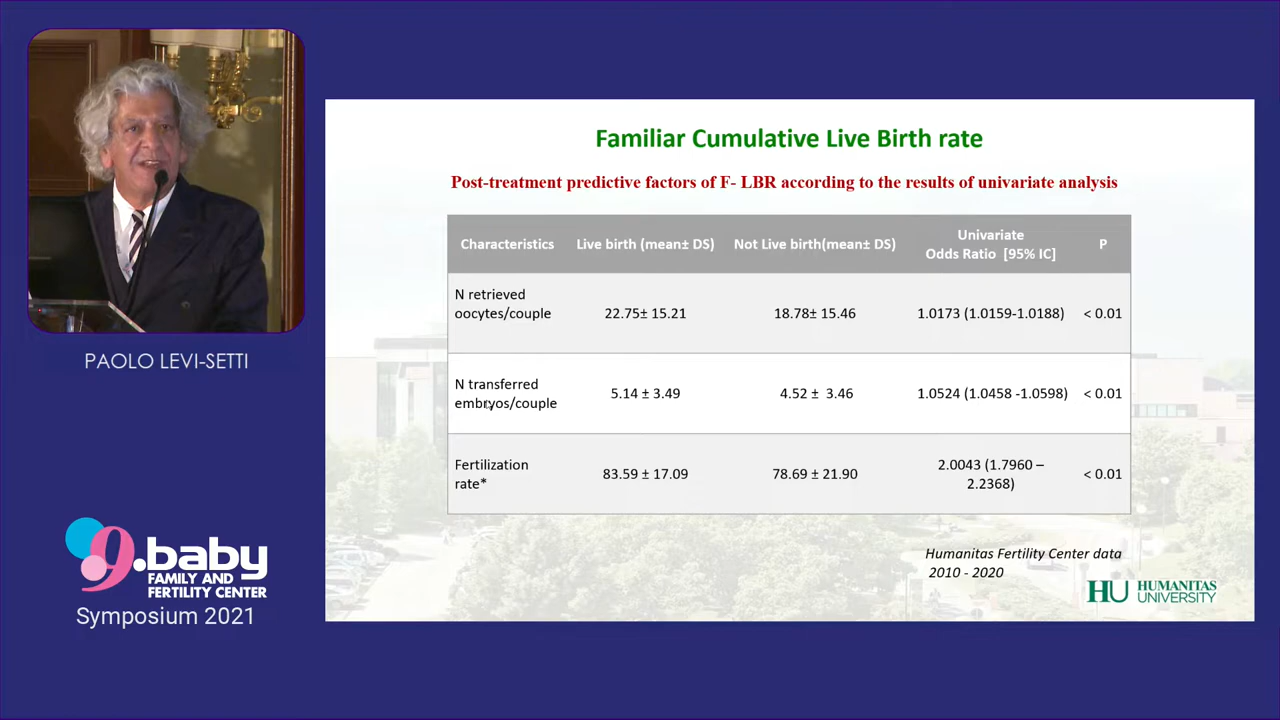 PAOLO LEVI-SETTI
9.baby
FAMILY AND
FERTILITY CENTER
Symposium 2021
Familiar Cumulative Live Birth rate
Post-treatment predictive factors of F- LBR according to the results of univariate analysis
Characteristics Live birth (mean± DS) Not Live birth(mean± DS) Univariate
Odds Ratio [95% IC] P
N retrieved
oocytes/couple 22.75± 15.21 18.78± 15.46 1.0173 (1.0159-1.0188) < 0.01
N transferred
embryos/couple 5.14 ± 3.49 4.52 ± 3.46 1.0524 (1.0458 -1.0598) < 0.01
Fertilization
rate* 83.59 ± 17.09 78.69 ± 21.90 2.0043 (1.7960 –
2.2368) < 0.01
Humanitas Fertility Center data
2010 - 2020
HU HUMANITAS
UNIVERSITY